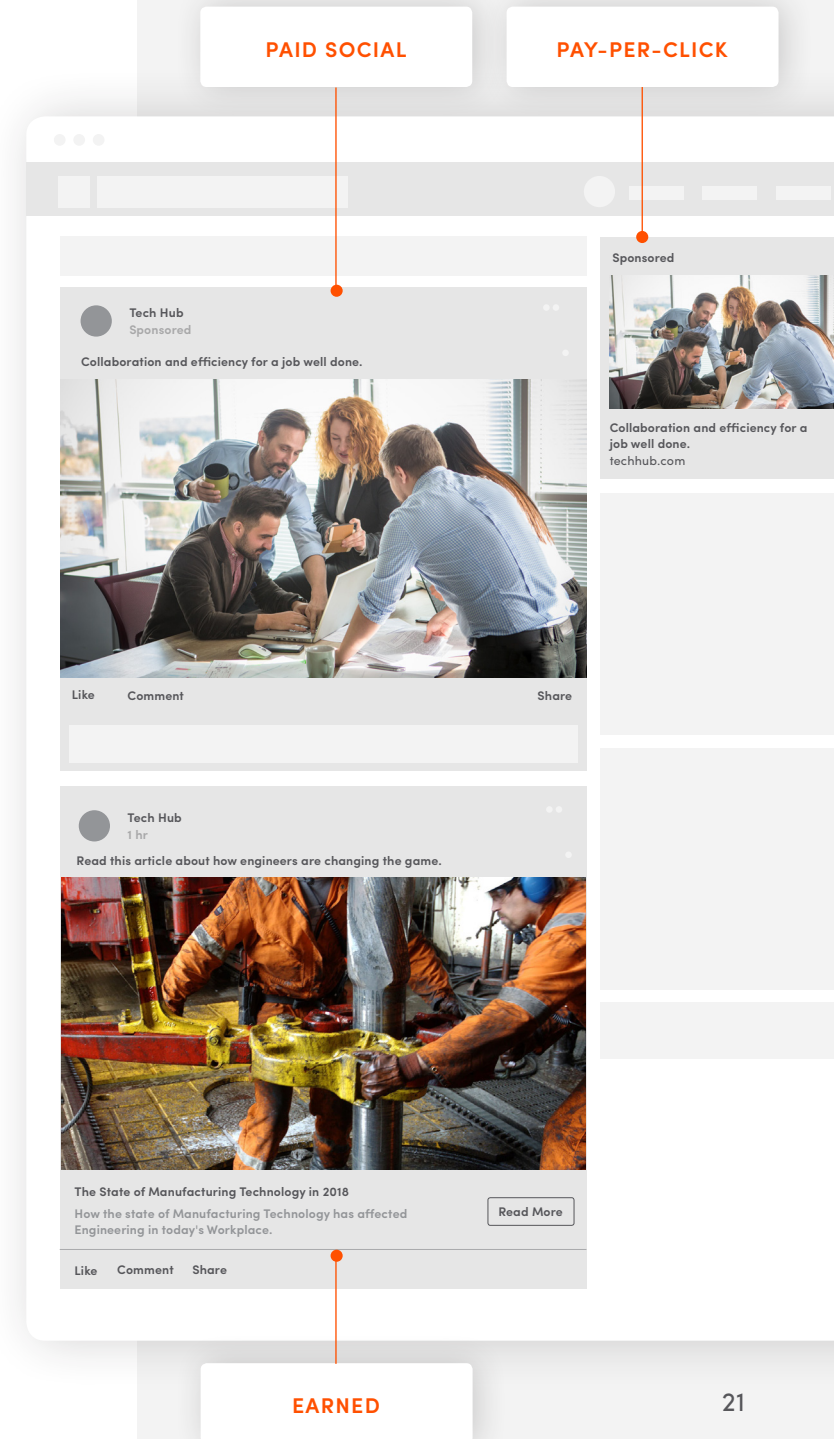 PAID SOCIAL
PAY-PER-CLICK
Tech Hub
Sponsored
Collaboration and efficiency for a job well done.
Like Comment Share
Sponsored
Collaboration and efficiency for a
job well done.
techhub.com
Tech Hub
1 hr
Read this article about how engineers are changing the game.
The State of Manufacturing Technology in 2018
How the state of Manufacturing Technology has affected
Engineering in today's Workplace.
Read More
Like Comment Share
EARNED
21